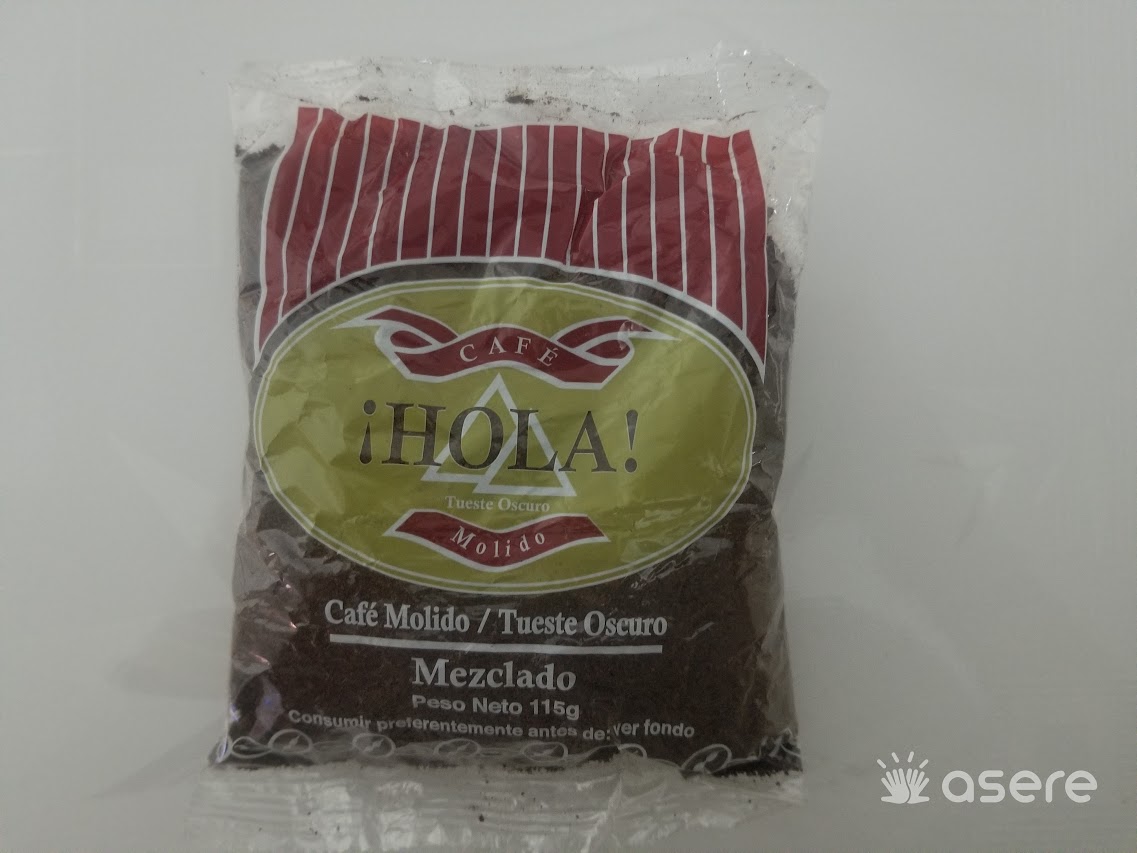 CAFÉ
¡HOLA!
Tueste Oscuro
Molido
Café Molido / Tueste Oscuro
Mezclado
Peso Neto 115g
Consumir preferentemente antes de: ver fondo
asere